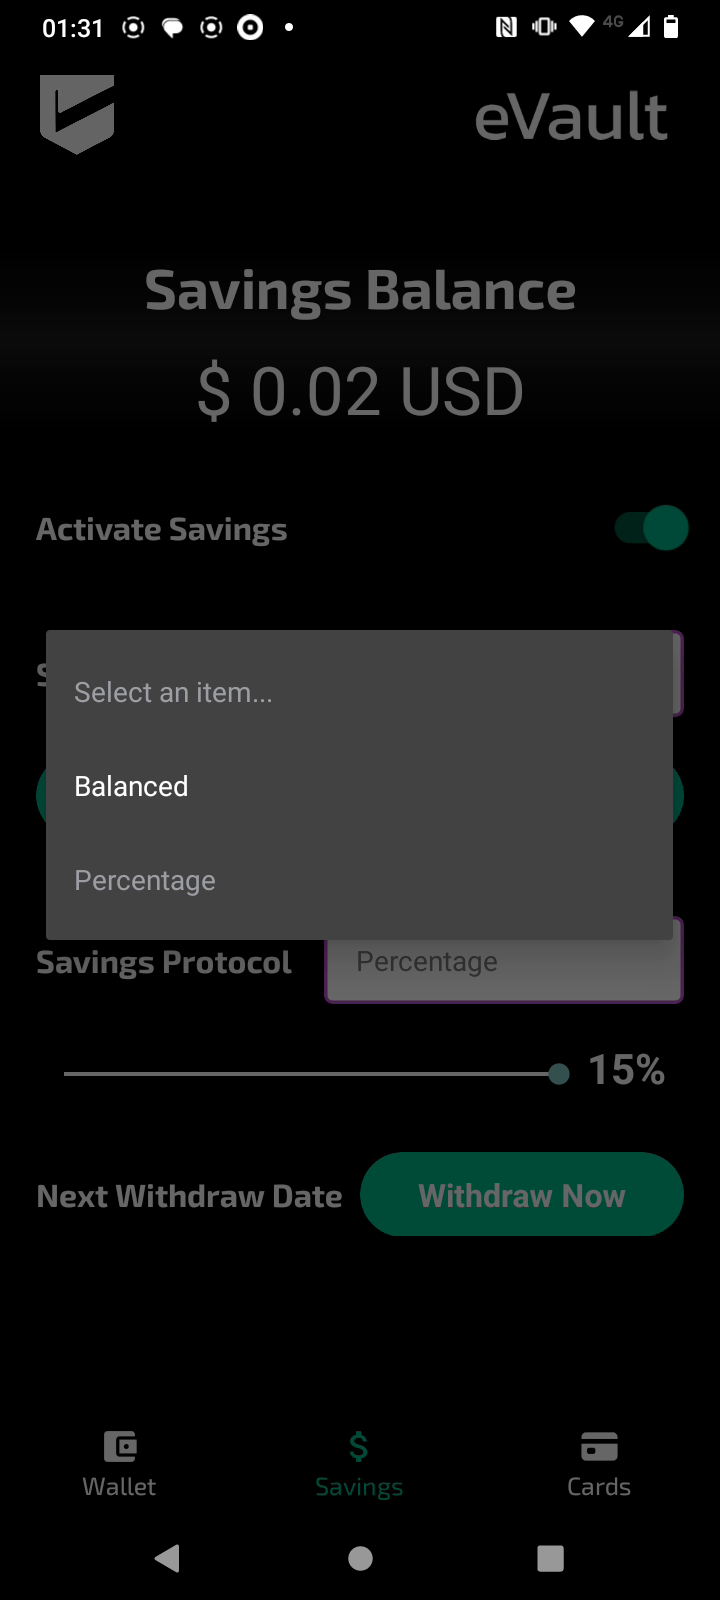 01:31
4G
eVault
Savings Balance
$ 0.02 USD
Activate Savings
Select an item...
Balanced
Percentage
Savings Protocol
Percentage
15%
Next Withdraw Date
Withdraw Now
Wallet
Savings
Cards